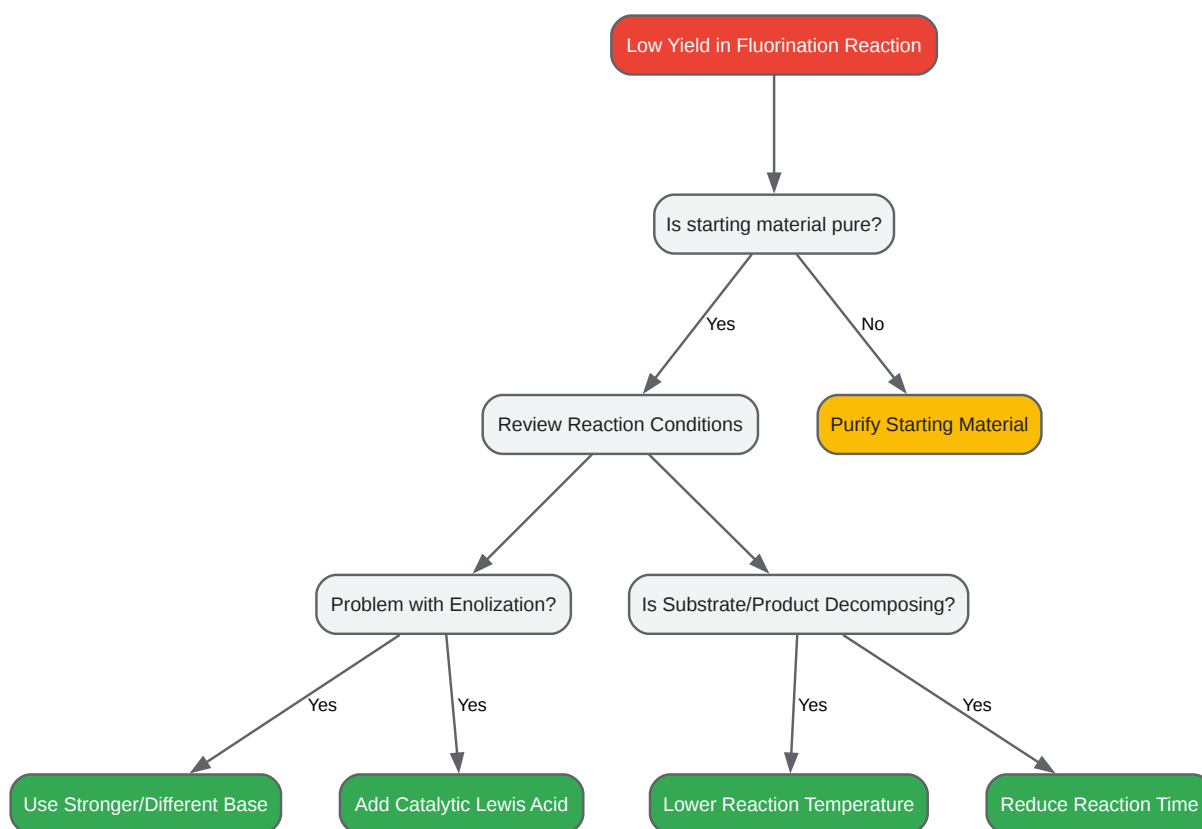 Low Yield in Fluorination Reaction
Is starting material pure?
Yes
No
Review Reaction Conditions
Purify Starting Material
Problem with Enolization?
Is Substrate/Product Decomposing?
Yes
Yes
Yes
Yes
Use Stronger/Different Base
Add Catalytic Lewis Acid
Lower Reaction Temperature
Reduce Reaction Time